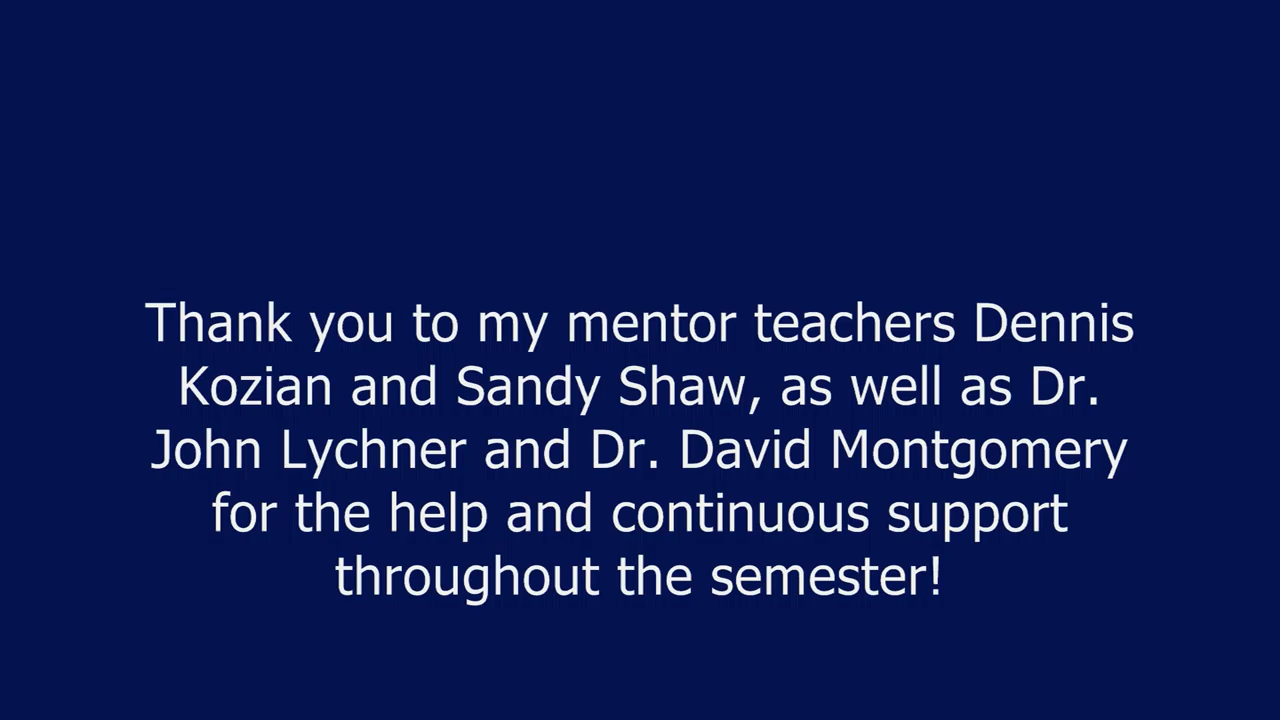 Thank you to my mentor teachers Dennis
Kozian and Sandy Shaw, as well as Dr.
John Lychner and Dr. David Montgomery
for the help and continuous support
throughout the semester!